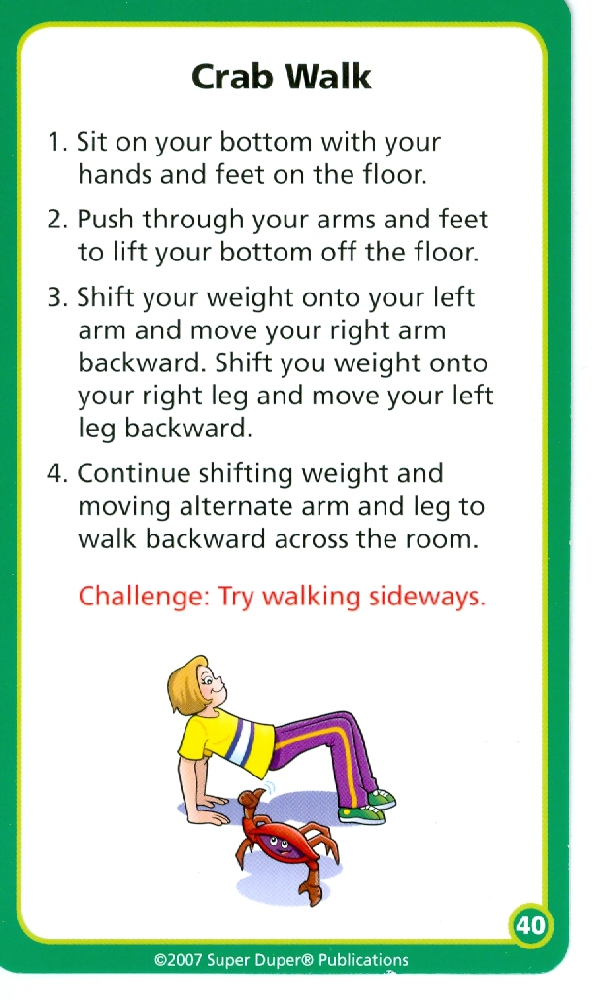 Crab Walk
1. Sit on your bottom with your
hands and feet on the floor.
2. Push through your arms and feet
to lift your bottom off the floor.
3. Shift your weight onto your left
arm and move your right arm
backward. Shift you weight onto
your right leg and move your left
leg backward.
4. Continue shifting weight and
moving alternate arm and leg to
walk backward across the room.
Challenge: Try walking sideways.
40
©2007 Super Duper® Publications